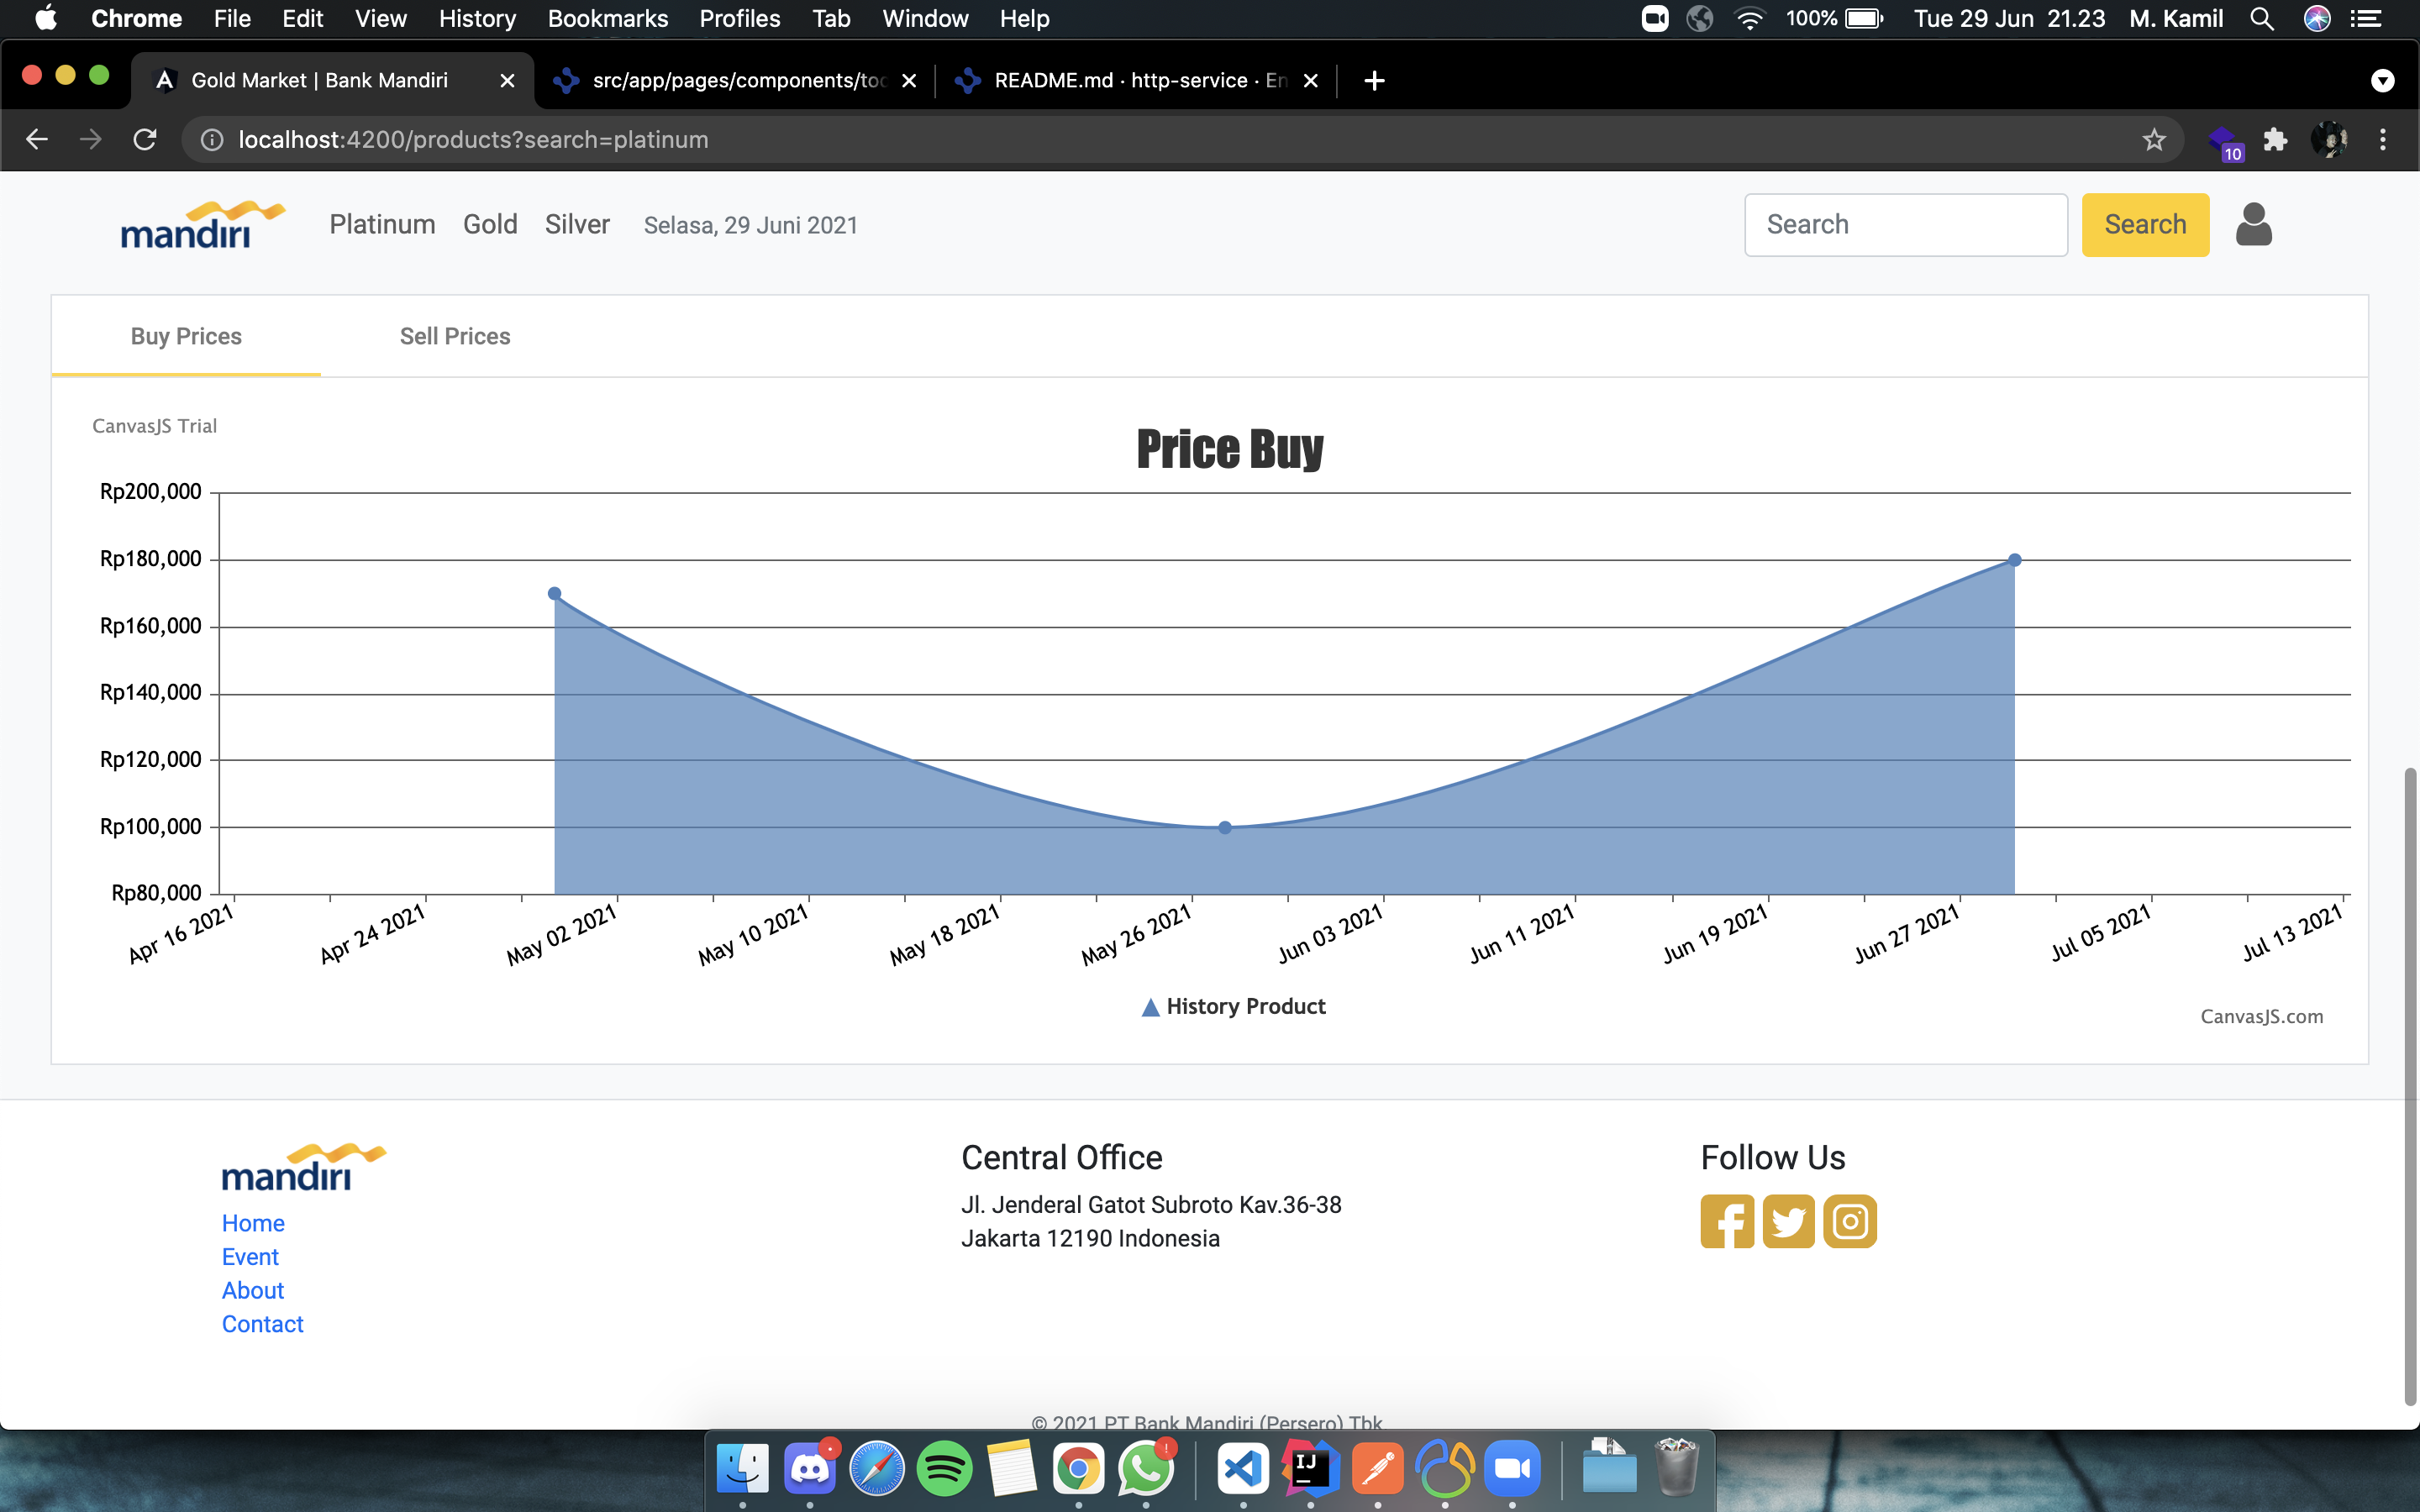 Chrome File Edit View History Bookmarks Profiles Tab Window Help 100% Tue 29 Jun 21.23 M. Kamil
Gold Market | Bank Mandiri src/app/pages/components/too README.md · http-service · En
localhost:4200/products?search=platinum 10
mandiri Platinum Gold Silver Selasa, 29 Juni 2021 Search Search
Buy Prices Sell Prices
CanvasJS Trial
Price Buy
Rp200,000
Rp180,000
Rp160,000
Rp140,000
Rp120,000
Rp100,000
Rp80,000
Apr 16 2021 Apr 24 2021 May 02 2021 May 10 2021 May 18 2021 May 26 2021 Jun 03 2021 Jun 11 2021 Jun 19 2021 Jun 27 2021 Jul 05 2021 Jul 13 2021
History Product
CanvasJS.com
mandiri
Home
Event
About
Contact
Central Office
Jl. Jenderal Gatot Subroto Kav.36-38
Jakarta 12190 Indonesia
Follow Us
© 2021 PT Bank Mandiri (Persero) Tbk
IJ